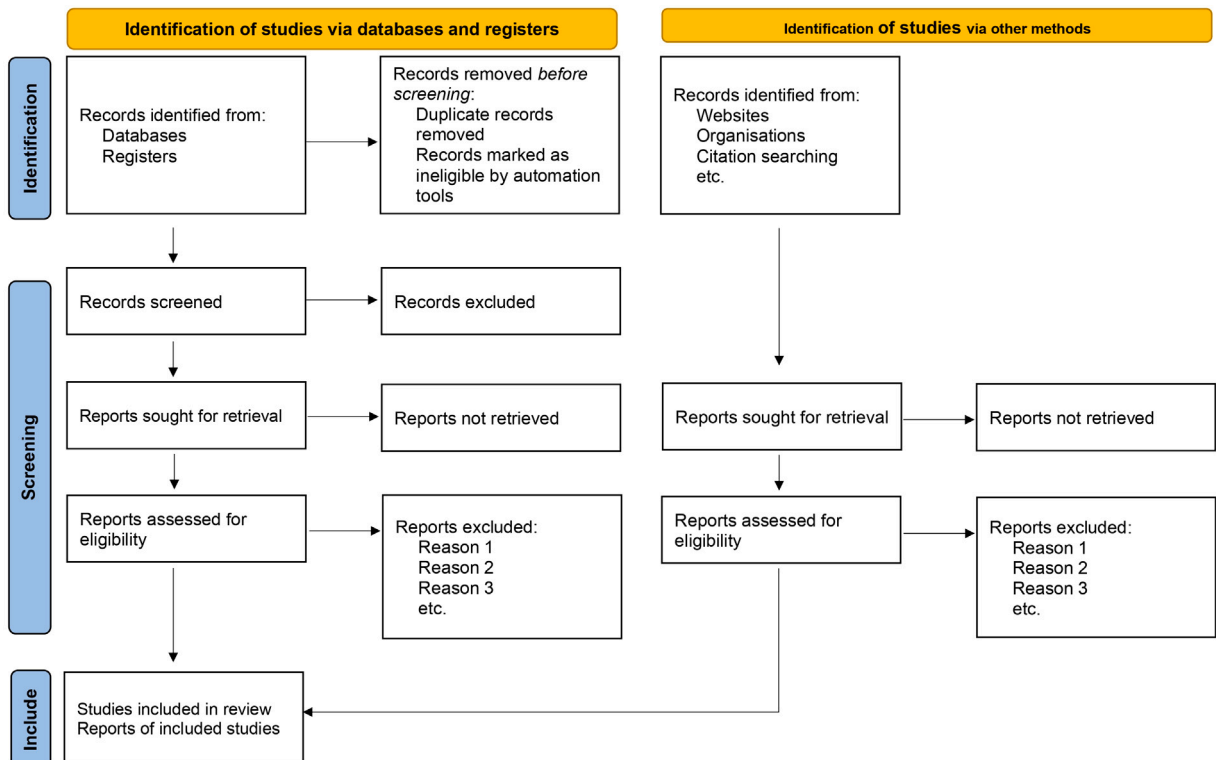 Identification of studies via databases and registers
Identification of studies via other methods
Identification
Records identified from:
Databases
Registers
Records removed before
screening:
Duplicate records
removed
Records marked as
ineligible by automation
tools
Records identified from:
Websites
Organisations
Citation searching
etc.
Screening
Records screened
Records excluded
Reports sought for retrieval
Reports not retrieved
Reports sought for retrieval
Reports not retrieved
Reports assessed for
eligibility
Reports excluded:
Reason 1
Reason 2
Reason 3
etc.
Reports assessed for
eligibility
Reports excluded:
Reason 1
Reason 2
Reason 3
etc.
Include
Studies included in review
Reports of included studies